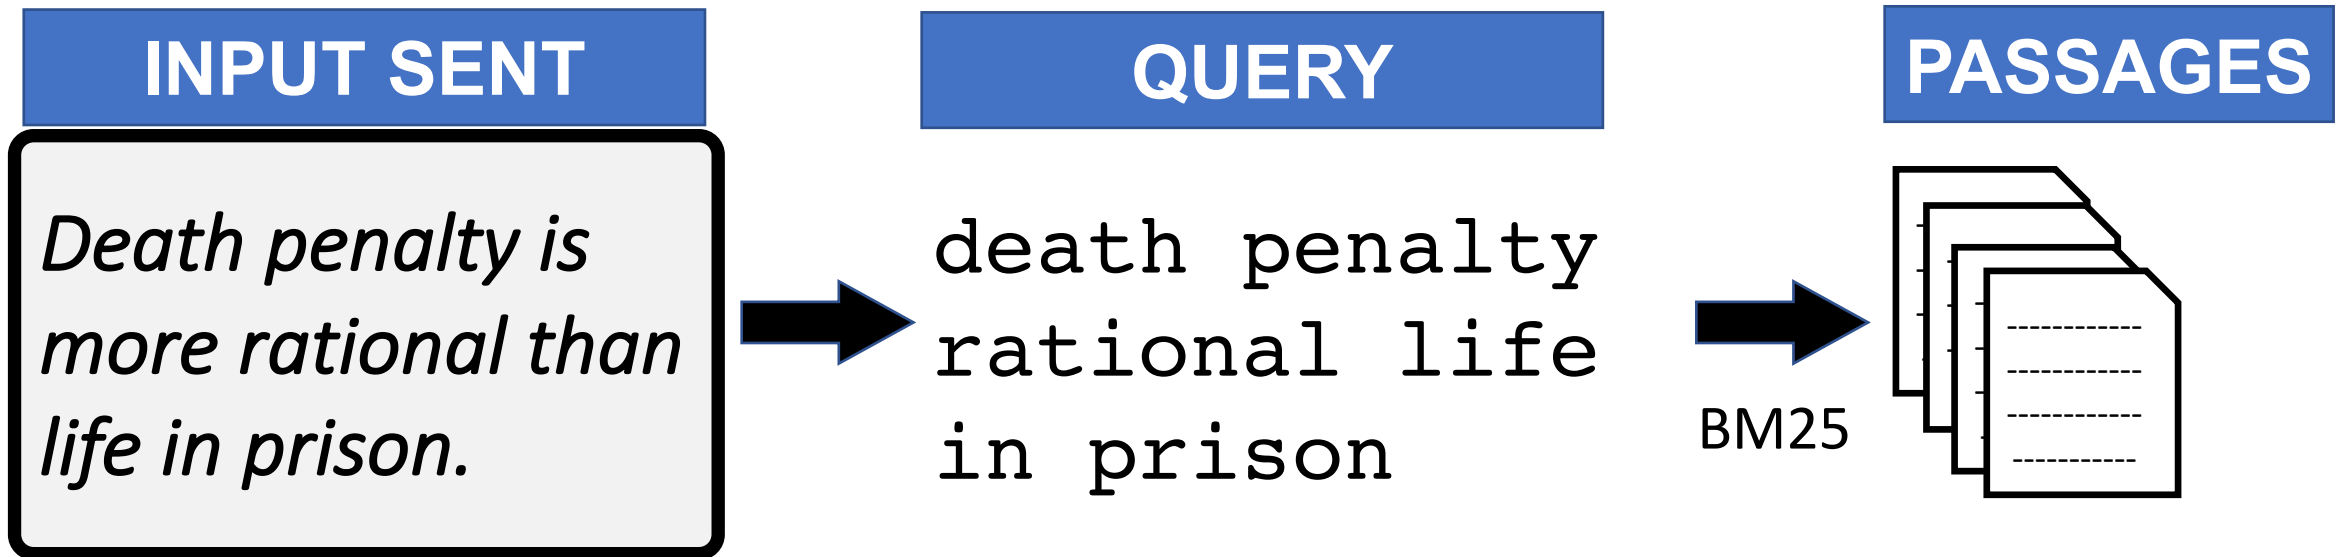 INPUT SENT
QUERY
PASSAGES
Death penalty is
more rational than
life in prison.
death penalty
rational life
in prison
BM25